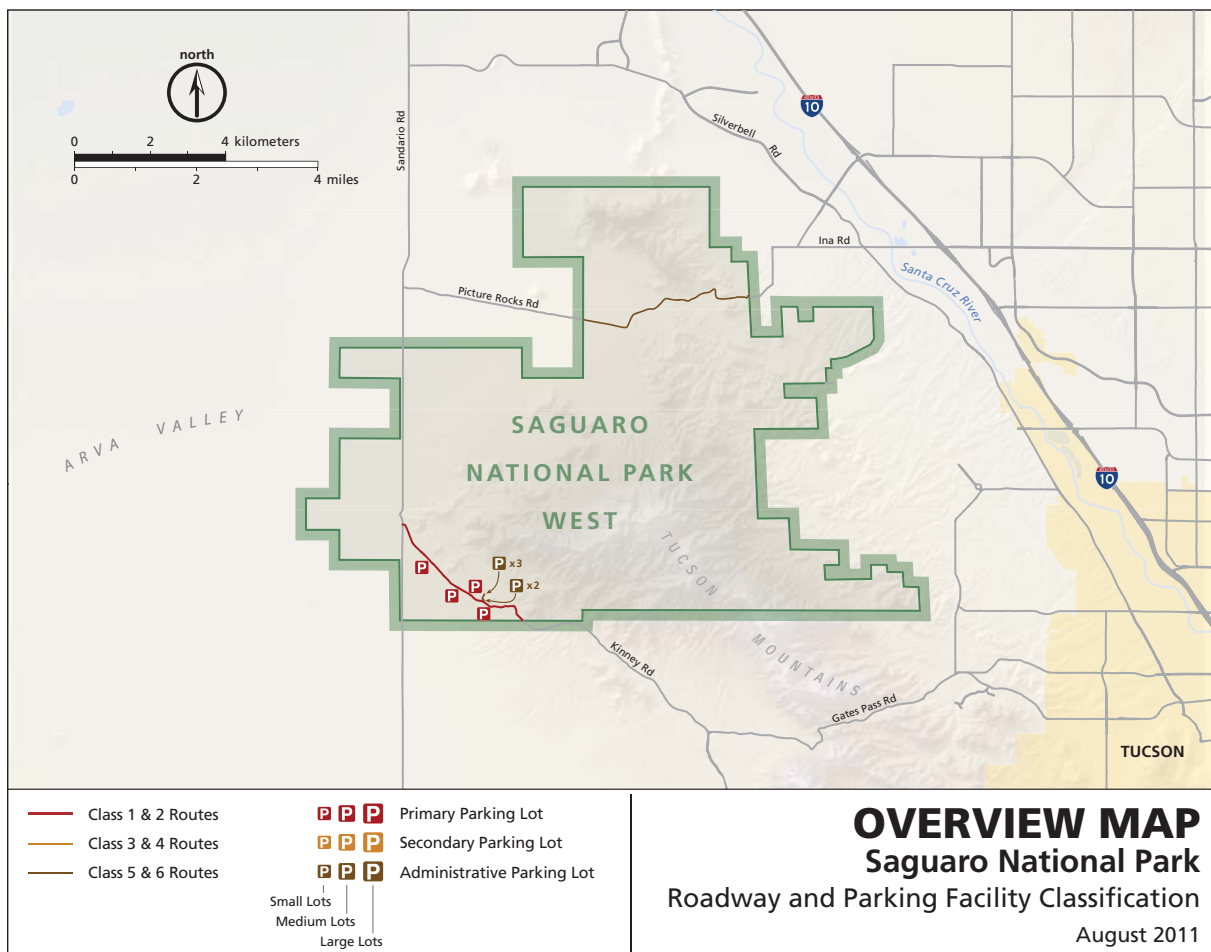 north
0 2 4 kilometers
0 2 4 miles
Sandario Rd
Silverbell Rd
INTERSTATE
10
Ina Rd
Santa Cruz River
Picture Rocks Rd
ARVA VALLEY
SAGUARO
NATIONAL PARK
WEST
10
TUCSON
MOUNTAINS
P
P x3
P
P
P x2
P
Kinney Rd
Gates Pass Rd
TUCSON
Class 1 & 2 Routes
Class 3 & 4 Routes
Class 5 & 6 Routes
P P P Primary Parking Lot
P P P Secondary Parking Lot
P P P Administrative Parking Lot
Small Lots
Medium Lots
Large Lots
OVERVIEW MAP
Saguaro National Park
Roadway and Parking Facility Classification
August 2011